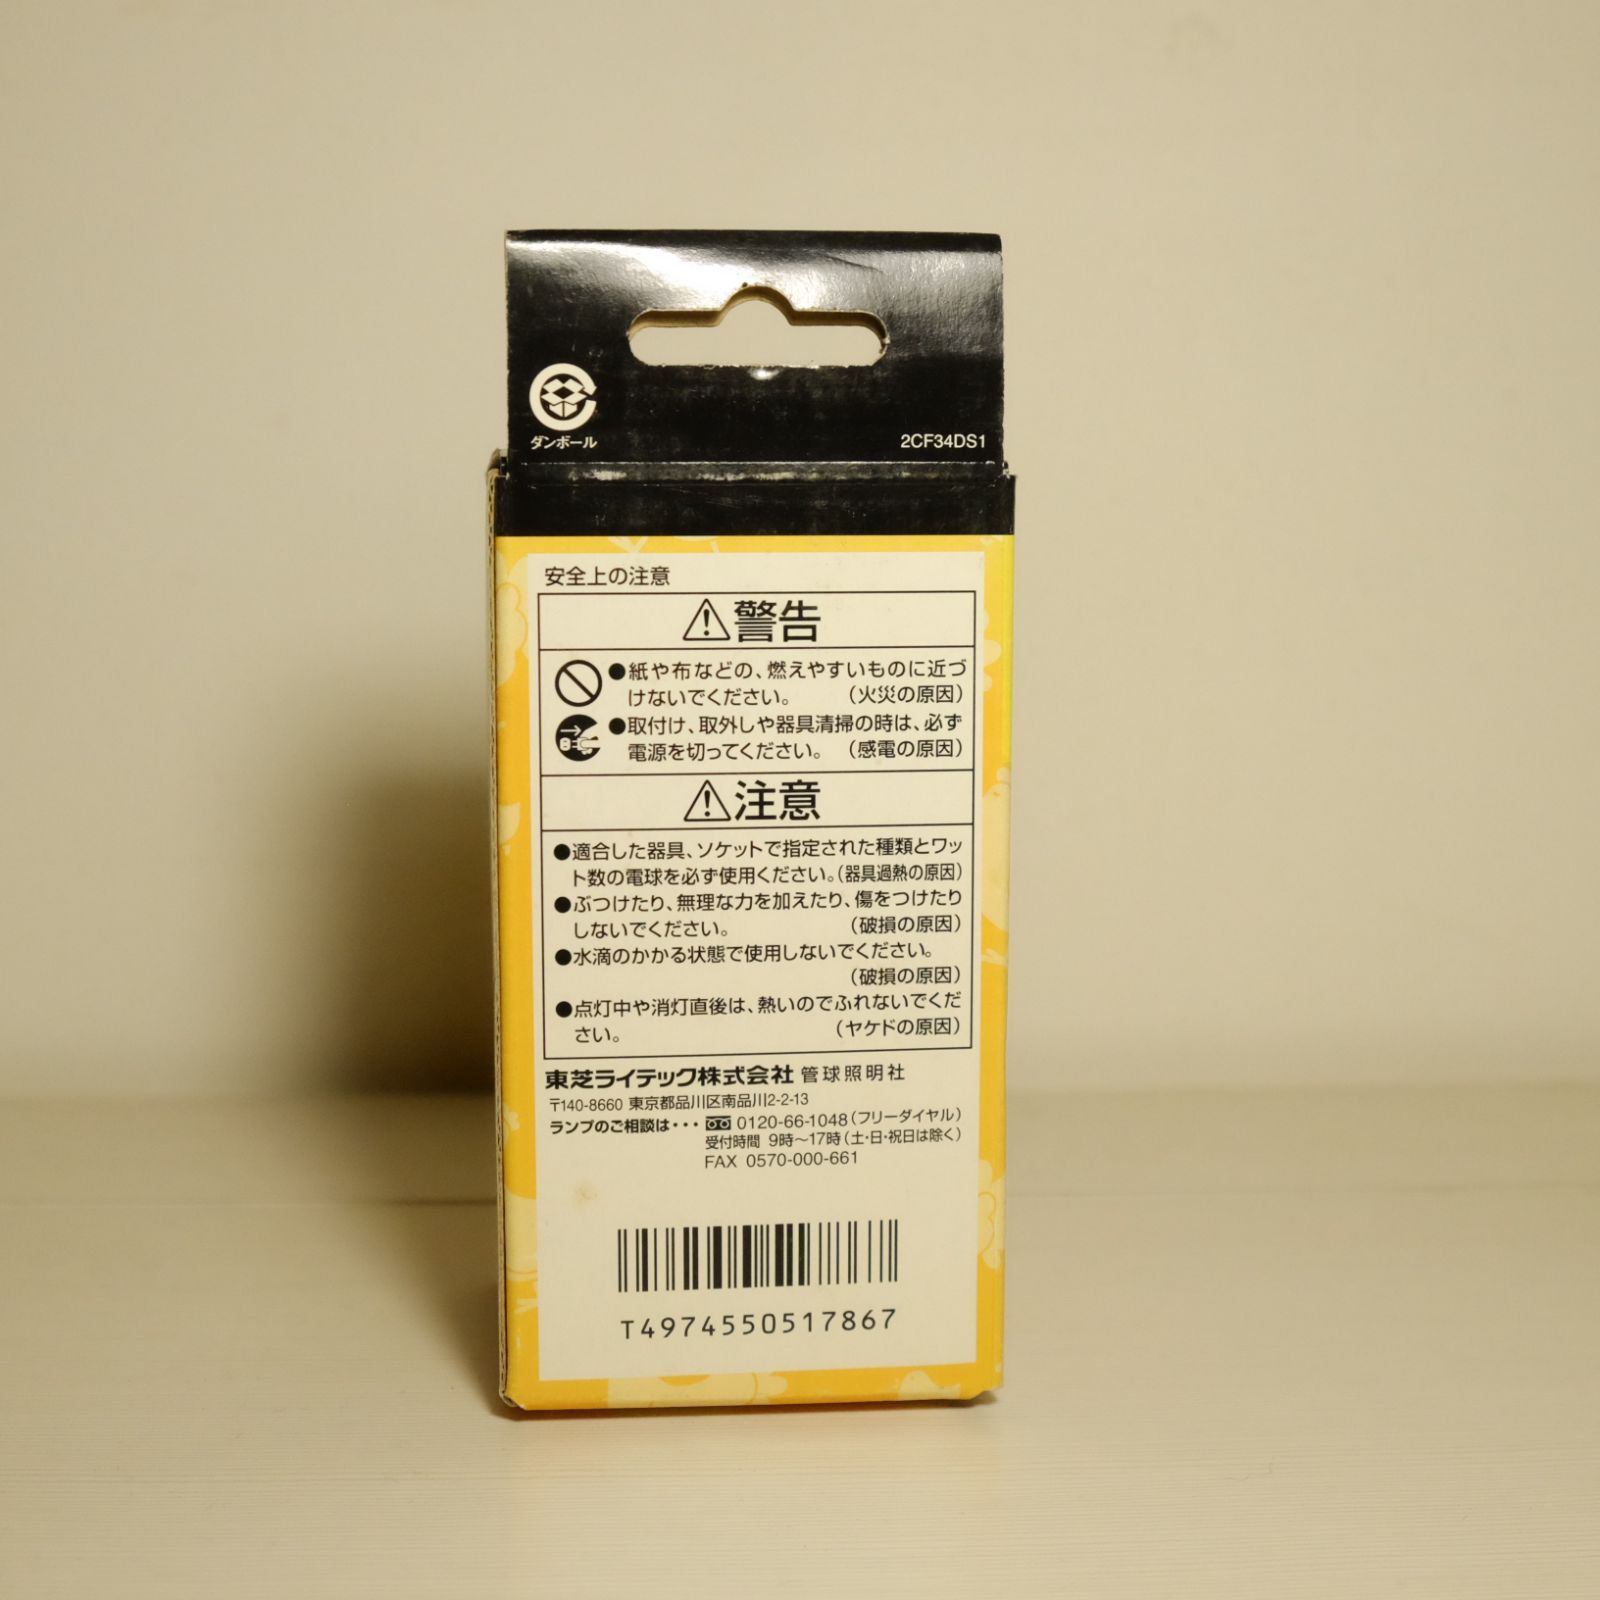 ダンボール
2CF34DS1
安全上の注意
警告
●紙や布などの、燃えやすいものに近づ
けないでください。 (火災の原因)
●取付け、取外しや器具清掃の時は、必ず
電源を切ってください。 (感電の原因)
注意
●適合した器具、ソケットで指定された種類とワッ
ト数の電球を必ず使用ください。(器具過熱の原因)
●ぶつけたり、無理な力を加えたり、傷をつけたり
しないでください。 (破損の原因)
●水滴のかかる状態で使用しないでください。
(破損の原因)
●点灯中や消灯直後は、熱いのでふれないでくだ
さい。 (ヤケドの原因)
東芝ライテック株式会社 管球照明社
〒140-8660 東京都品川区南品川2-2-13
ランプのご相談は・・・ 0120-66-1048(フリーダイヤル)
受付時間 9時〜17時(土・日・祝日は除く)
FAX 0570-000-661
T4974550517867